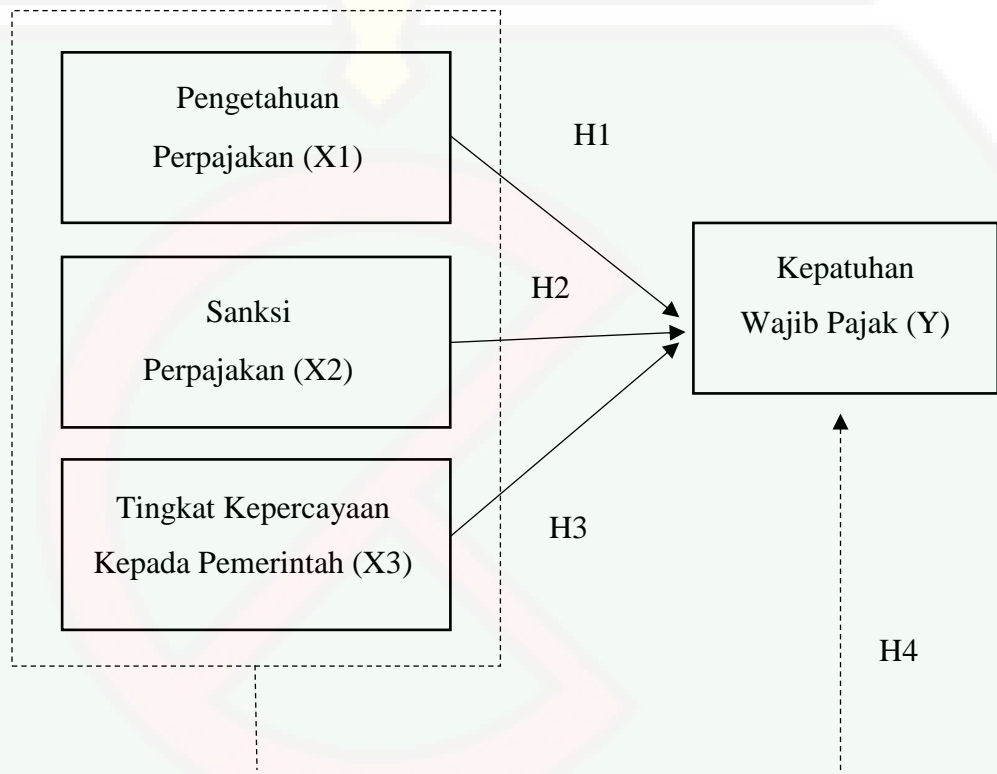 Pengetahuan
Perpajakan (X1)
H1
Sanksi
Perpajakan (X2)
H2
Kepatuhan
Wajib Pajak (Y)
Tingkat Kepercayaan
Kepada Pemerintah (X3)
H3
H4